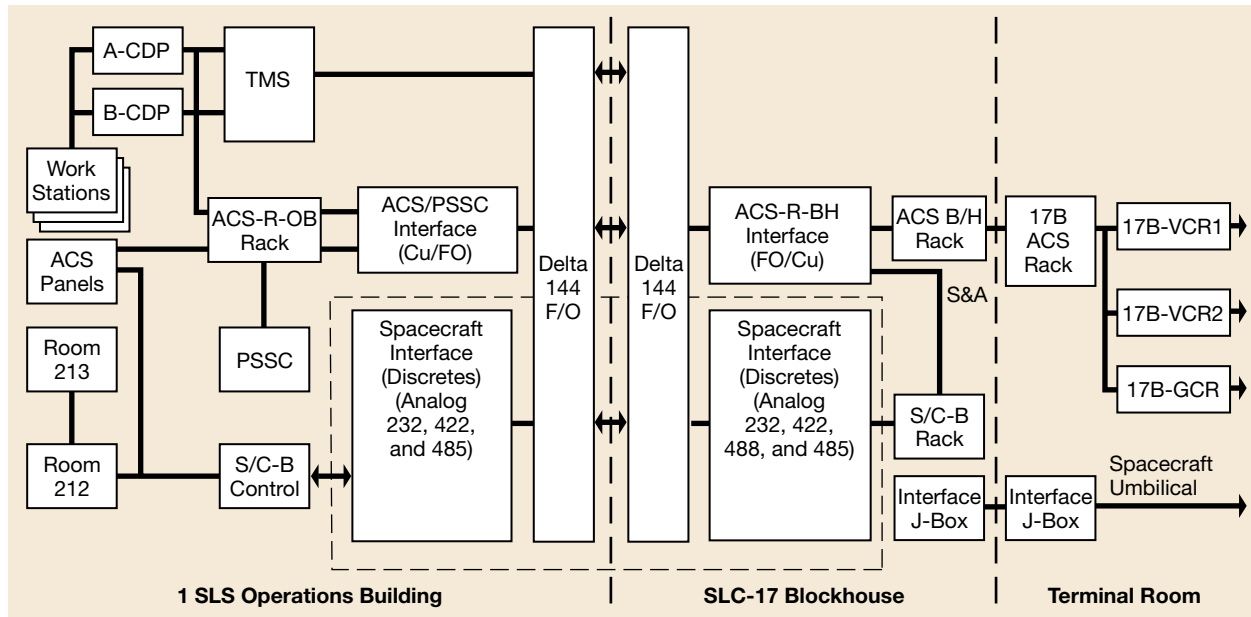 A-CDP
B-CDP
TMS
Work
Stations
ACS-R-OB
Rack
ACS/PSSC
Interface
(Cu/FO)
ACS
Panels
Room
213
PSSC
Room
212
S/C-B
Control
Spacecraft
Interface
(Discretes)
(Analog
232, 422,
and 485)
Delta
144
F/O
Delta
144
F/O
ACS-R-BH
Interface
(FO/Cu)
ACS B/H
Rack
S&A
Spacecraft
Interface
(Discretes)
(Analog
232, 422,
488, and 485)
S/C-B
Rack
Interface
J-Box
17B
ACS
Rack
17B-VCR1
17B-VCR2
17B-GCR
Interface
J-Box
Spacecraft
Umbilical
1 SLS Operations Building
SLC-17 Blockhouse
Terminal Room